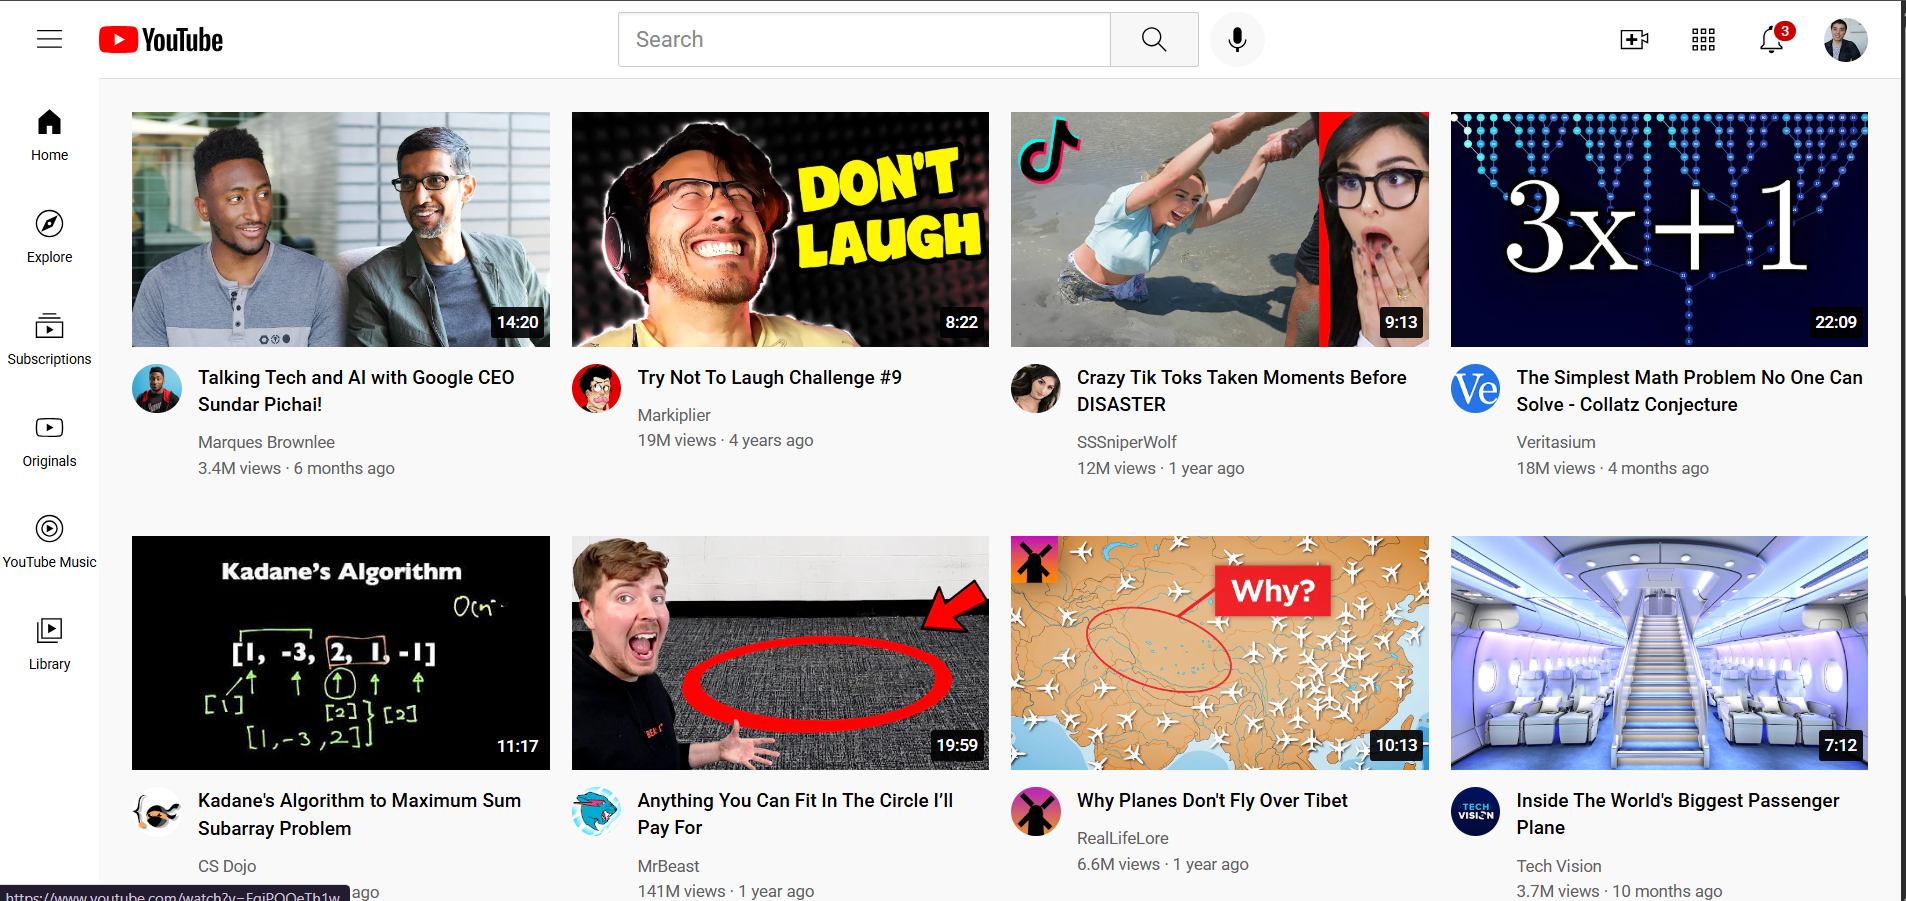 YouTube
Search
3
Home
Explore
Subscriptions
Originals
YouTube Music
Library
14:20
Talking Tech and AI with Google CEO
Sundar Pichai!
Marques Brownlee
3.4M views · 6 months ago
DON'T
LAUGH
8:22
Try Not To Laugh Challenge #9
Markiplier
19M views · 4 years ago
9:13
Crazy Tik Toks Taken Moments Before
DISASTER
SSSniperWolf
12M views · 1 year ago
3x+1
22:09
Ve
The Simplest Math Problem No One Can
Solve - Collatz Conjecture
Veritasium
18M views · 4 months ago
Kadane's Algorithm
[1, -3, 2, 1, -1]
[1] [2] [2]
[1,-3,2]
11:17
Kadane's Algorithm to Maximum Sum
Subarray Problem
CS Dojo
ago
19:59
Anything You Can Fit In The Circle I’ll
Pay For
MrBeast
141M views · 1 year ago
Why?
10:13
Why Planes Don't Fly Over Tibet
RealLifeLore
6.6M views · 1 year ago
7:12
TECH
VISION
Inside The World's Biggest Passenger
Plane
Tech Vision
3.7M views · 10 months ago